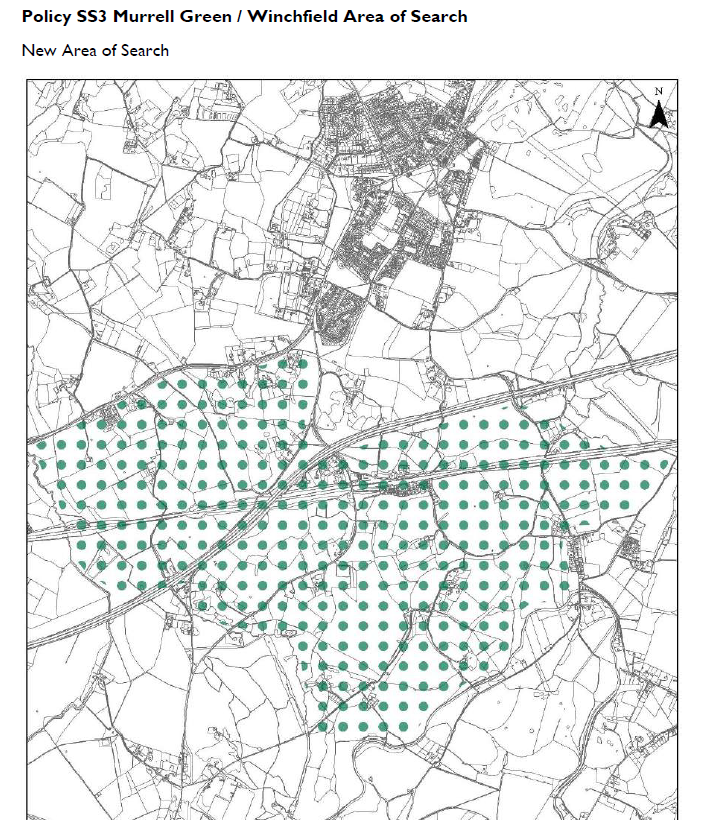 Policy SS3 Murrell Green / Winchfield Area of Search
New Area of Search
N